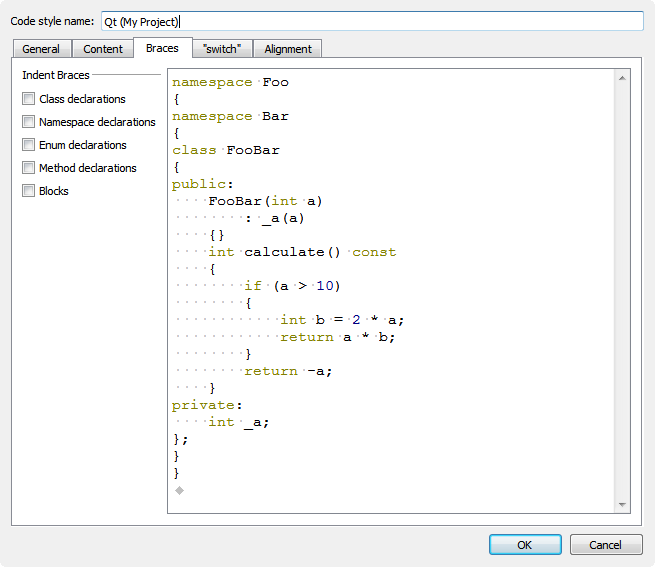 Code style name: Qt (My Project)
General Content Braces "switch" Alignment
Indent Braces
Class declarations
Namespace declarations
Enum declarations
Method declarations
Blocks
namespace Foo
{
namespace Bar
{
class FooBar
{
public:
    FooBar(int a)
        : _a(a)
    {}
    int calculate() const
    {
        if (a > 10)
        {
            int b = 2 * a;
            return a * b;
        }
        return -a;
    }
private:
    int _a;
};
}
}
OK Cancel